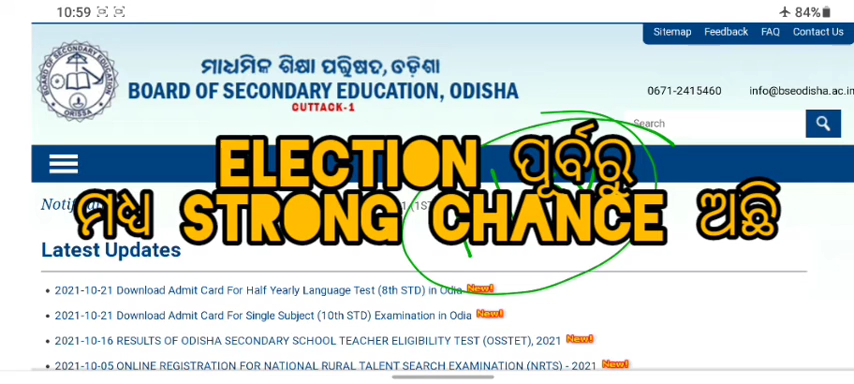 10:59
84%
Sitemap Feedback FAQ Contact Us
ମାଧ୍ୟମିକ ଶିକ୍ଷା ପରିଷଦ, ଓଡ଼ିଶା
BOARD OF SECONDARY EDUCATION, ODISHA
CUTTACK-1
0671-2415460 info@bseodisha.ac.in
Search
ELECTION ପୂର୍ବରୁ
ମଧ୍ୟ STRONG CHANCE ଅଛି
Latest Updates
2021-10-21 Download Admit Card For Half Yearly Language Test (8th STD) in Odia New!
2021-10-21 Download Admit Card For Single Subject (10th STD) Examination in Odia New!
2021-10-16 RESULTS OF ODISHA SECONDARY SCHOOL TEACHER ELIGIBILITY TEST (OSSTET), 2021 New!
2021-10-05 ONLINE REGISTRATION FOR NATIONAL RURAL TALENT SEARCH EXAMINATION (NRTS) - 2021 New!